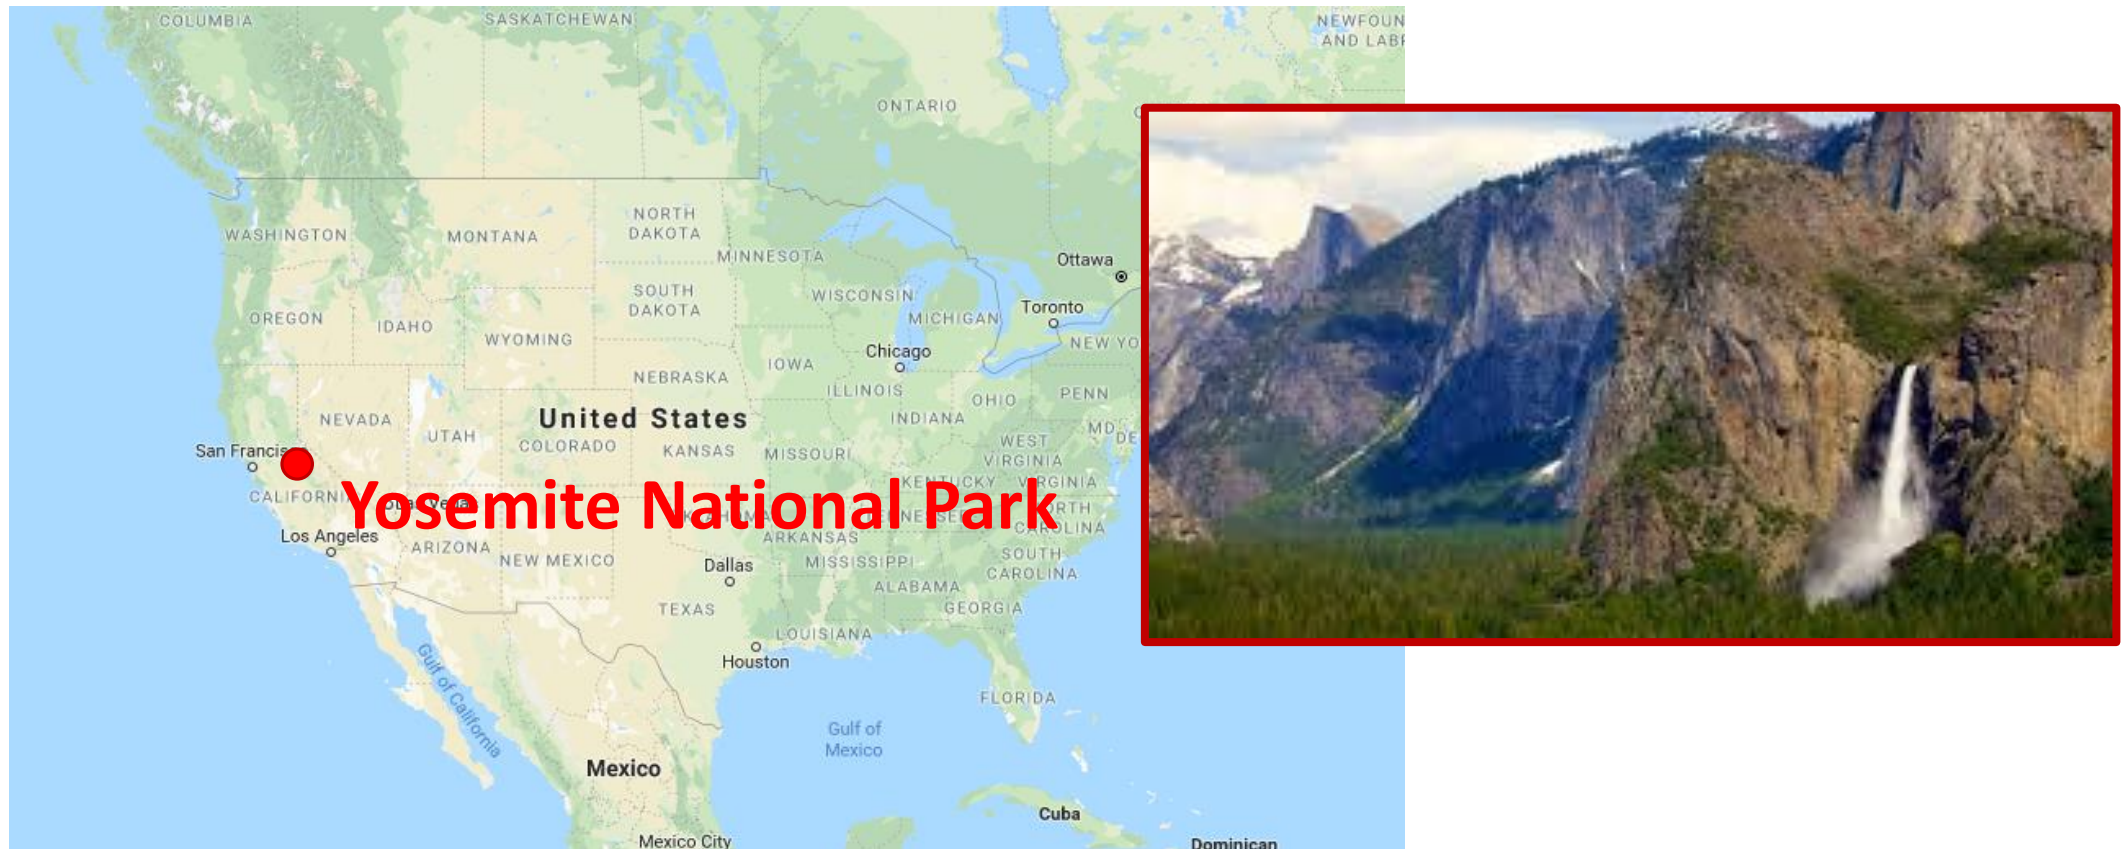 COLUMBIA
SASKATCHEWAN
NEWFOUN
AND LAB
ONTARIO
WASHINGTON
MONTANA
NORTH
DAKOTA
MINNESOTA
Ottawa
OREGON
IDAHO
SOUTH
DAKOTA
WISCONSIN
MICHIGAN
Toronto
WYOMING
NEW YO
Chicago
IOWA
NEBRASKA
ILLINOIS
OHIO
PENN
NEVADA
United States
INDIANA
UTAH
COLORADO
KANSAS
MISSOURI
WEST
VIRGINIA
MD
DE
San Francis
CALIFORNI
KENTUCKY
VIRGINIA
Yosemite National Park
NORTH
CAROLINA
Los Angeles
ARIZONA
NEW MEXICO
ARKANSAS
Dallas
MISSISSIPPI
SOUTH
CAROLINA
ALABAMA
TEXAS
GEORGIA
LOUISIANA
Houston
Gulf of California
FLORIDA
Gulf of
Mexico
Mexico
Cuba
Mexico City
Dominican